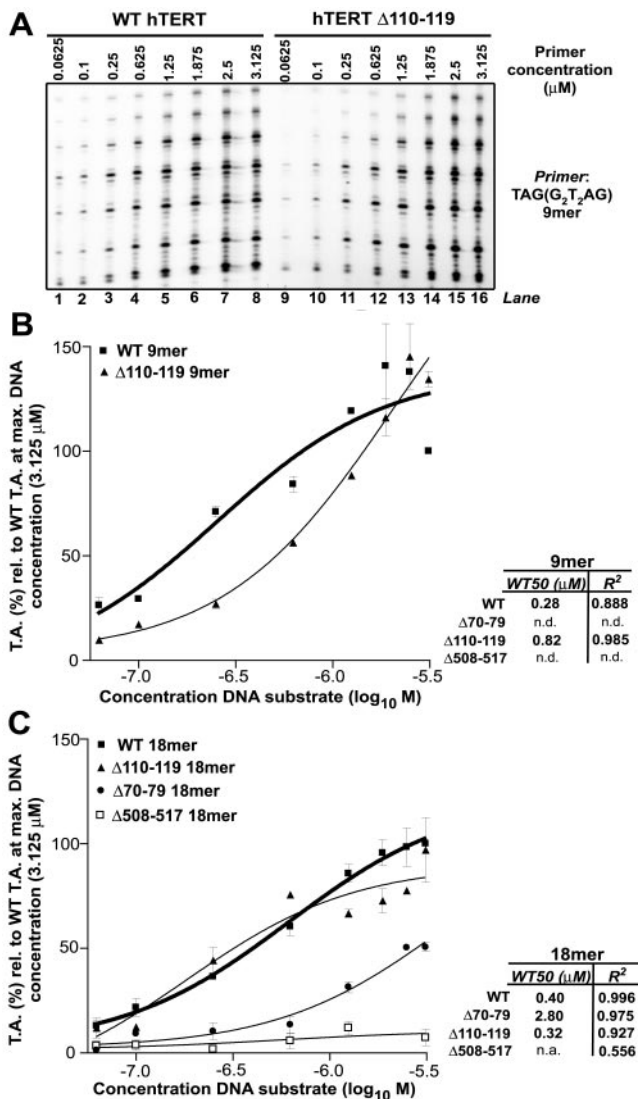 A
WT hTERT
hTERT Δ110-119
0.0625 0.1 0.25 0.625 1.25 1.875 2.5 3.125
0.0625 0.1 0.25 0.625 1.25 1.875 2.5 3.125
Primer
concentration
(μM)
Primer:
TAG(G₂T₂AG)
9mer
1 2 3 4 5 6 7 8 9 10 11 12 13 14 15 16 Lane
B
T.A. (%) rel. to WT T.A. at max. DNA
concentration (3.125 μM)
150
100
50
0
WT 9mer
Δ110-119 9mer
-7.0 -6.5 -6.0 -5.5
Concentration DNA substrate (log₁₀ M)
9mer
WT50 (μM) R²
WT 0.28 0.888
Δ70-79 n.d. n.d.
Δ110-119 0.82 0.985
Δ508-517 n.d. n.d.
C
T.A. (%) rel. to WT T.A. at max. DNA
concentration (3.125 μM)
150
100
50
0
WT 18mer
Δ110-119 18mer
Δ70-79 18mer
Δ508-517 18mer
-7.0 -6.5 -6.0 -5.5
Concentration DNA substrate (log₁₀ M)
18mer
WT50 (μM) R²
WT 0.40 0.996
Δ70-79 2.80 0.975
Δ110-119 0.32 0.927
Δ508-517 n.a. 0.556